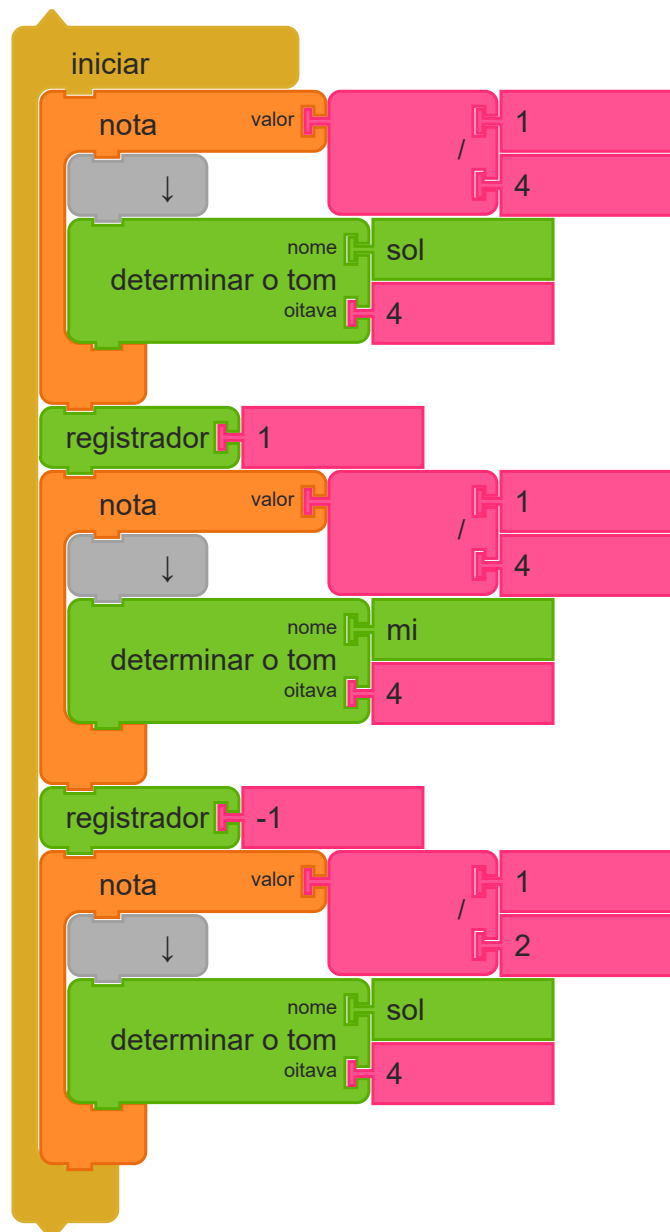 iniciar
nota valor / 1
4
↓
nome sol
determinar o tom
oitava 4
registrador 1
nota valor / 1
4
↓
nome mi
determinar o tom
oitava 4
registrador -1
nota valor / 1
2
↓
nome sol
determinar o tom
oitava 4